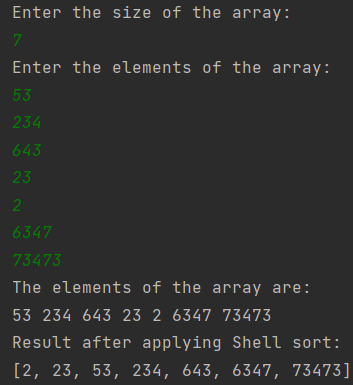 Enter the size of the array:
7
Enter the elements of the array:
53
234
643
23
2
6347
73473
The elements of the array are:
53 234 643 23 2 6347 73473
Result after applying Shell sort:
[2, 23, 53, 234, 643, 6347, 73473]